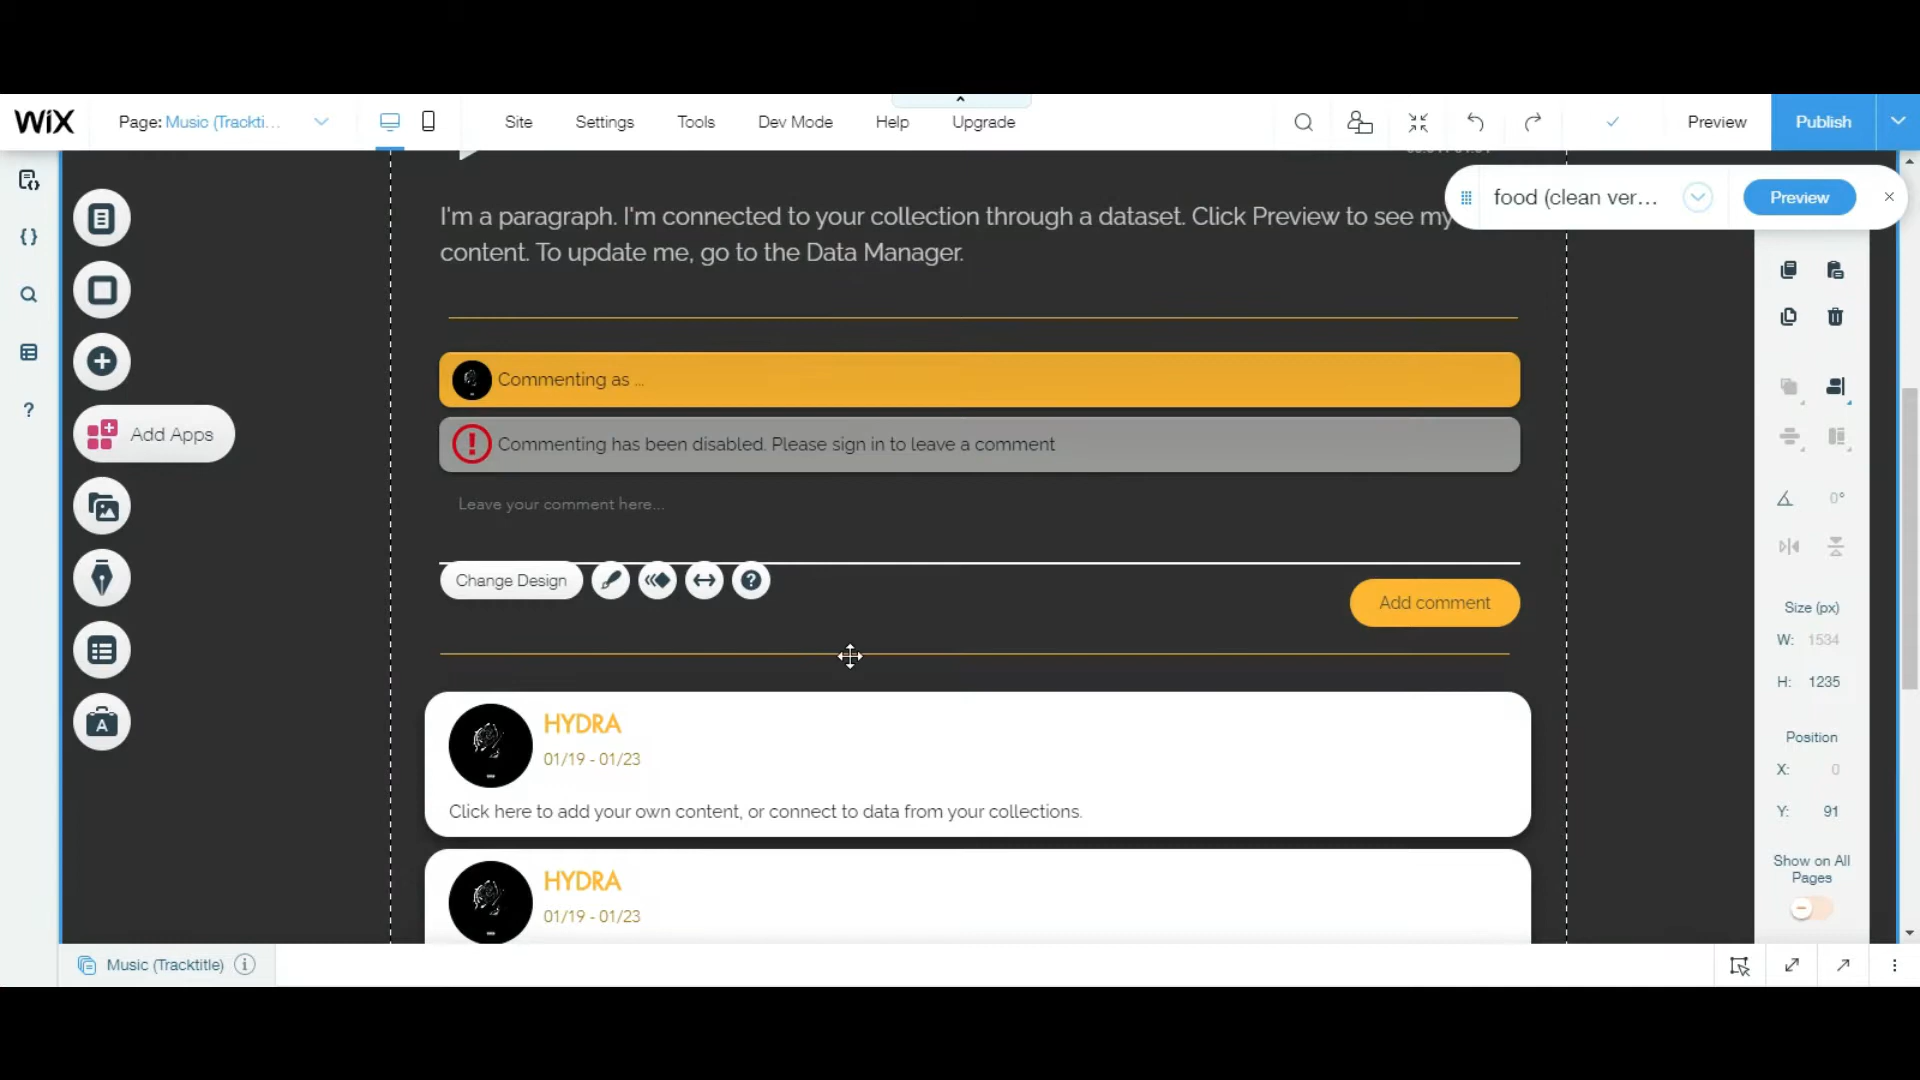 WIX
Page: Music (Trackti...
Site
Settings
Tools
Dev Mode
Help
Upgrade
Preview
Publish
food (clean ver...
Preview
I'm a paragraph. I'm connected to your collection through a dataset. Click Preview to see my
content. To update me, go to the Data Manager.
Commenting as ...
Commenting has been disabled. Please sign in to leave a comment
Add Apps
Leave your comment here...
Change Design
Add comment
HYDRA
01/19 - 01/23
Click here to add your own content, or connect to data from your collections.
HYDRA
01/19 - 01/23
0°
Size (px)
W: 1534
H: 1235
Position
X: 0
Y: 91
Show on All
Pages
Music (Tracktitle)